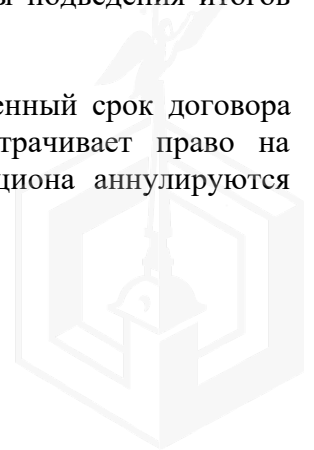 подведения итогов
енный срок договора
трачивает право на
циона аннулируются